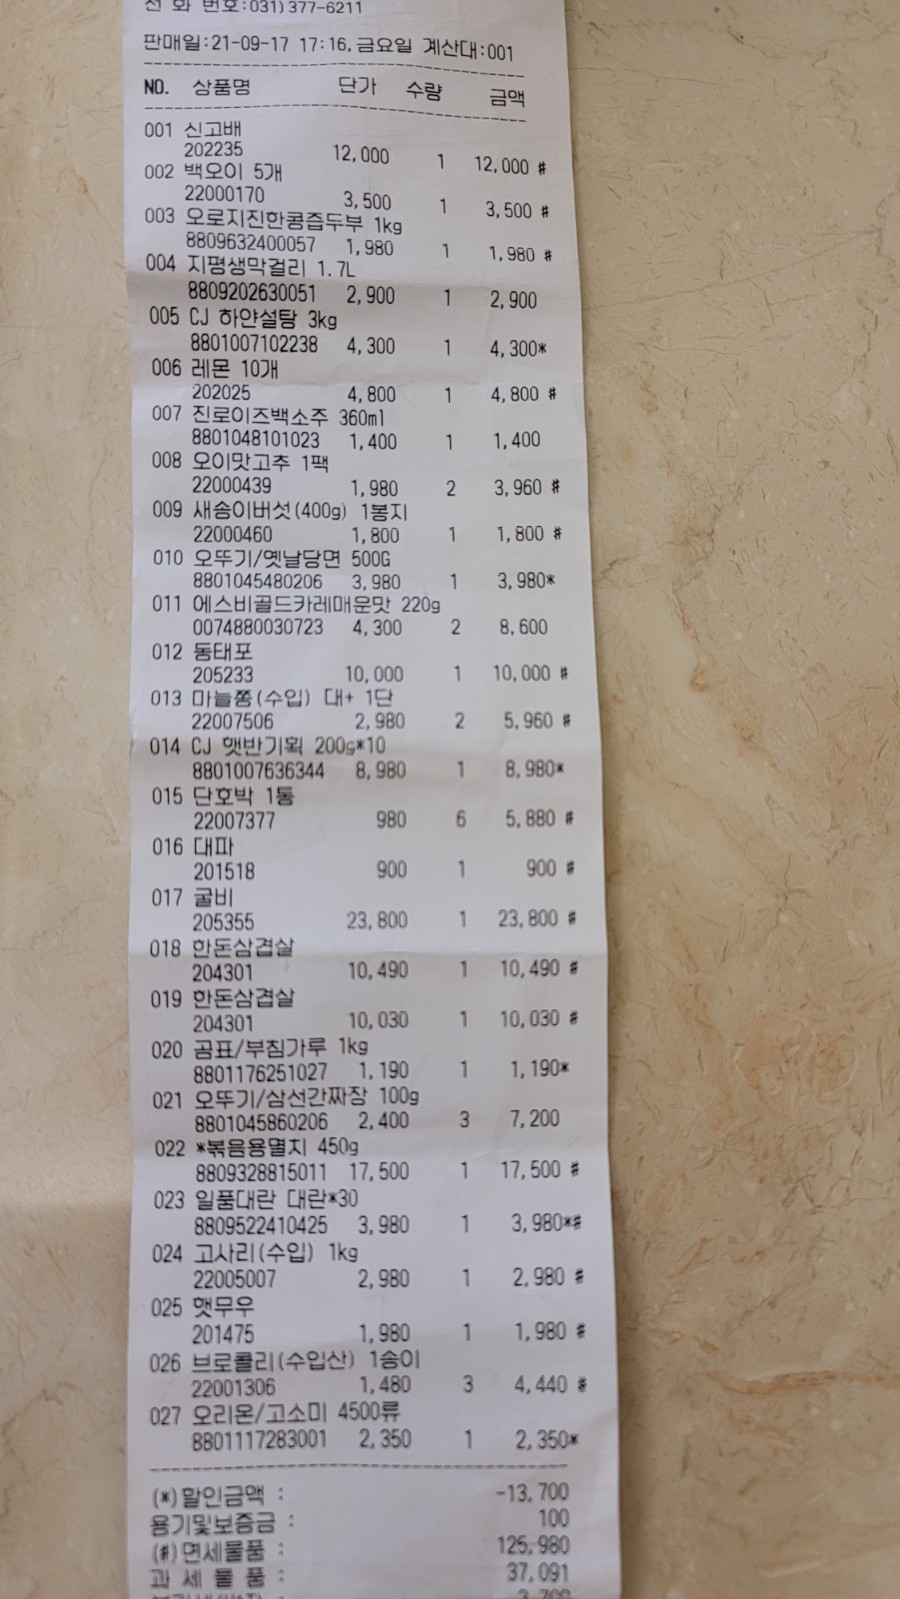 전 화 번호:031)377-6211
판매일:21-09-17 17:16,금요일 계산대:001
NO. 상품명 단가 수량 금액
001 신고배
202235 12,000 1 12,000 #
002 백오이 5개
22000170 3,500 1 3,500 #
003 오로지진한콩즙두부 1kg
8809632400057 1,980 1 1,980 #
004 지평생막걸리 1.7L
8809202630051 2,900 1 2,900
005 CJ 하얀설탕 3kg
8801007102238 4,300 1 4,300*
006 레몬 10개
202025 4,800 1 4,800 #
007 진로이즈백소주 360ml
8801048101023 1,400 1 1,400
008 오이맛고추 1팩
22000439 1,980 2 3,960 #
009 새송이버섯(400g) 1봉지
22000460 1,800 1 1,800 #
010 오뚜기/옛날당면 500G
8801045480206 3,980 1 3,980*
011 에스비골드카레매운맛 220g
0074880030723 4,300 2 8,600
012 동태포
205233 10,000 1 10,000 #
013 마늘쫑(수입) 대+ 1단
22007506 2,980 2 5,960 #
014 CJ 햇반기획 200g*10
8801007636344 8,980 1 8,980*
015 단호박 1통
22007377 980 6 5,880 #
016 대파
201518 900 1 900 #
017 굴비
205355 23,800 1 23,800 #
018 한돈삼겹살
204301 10,490 1 10,490 #
019 한돈삼겹살
204301 10,030 1 10,030 #
020 곰표/부침가루 1kg
8801176251027 1,190 1 1,190*
021 오뚜기/삼선간짜장 100g
8801045860206 2,400 3 7,200
022 *볶음용멸치 450g
8809328815011 17,500 1 17,500 #
023 일품대란 대란*30
8809522410425 3,980 1 3,980*#
024 고사리(수입) 1kg
22005007 2,980 1 2,980 #
025 햇무우
201475 1,980 1 1,980 #
026 브로콜리(수입산) 1송이
22001306 1,480 3 4,440 #
027 오리온/고소미 4500류
8801117283001 2,350 1 2,350*
(*)할인금액 : -13,700
용기및보증금 : 100
(#)면세물품 : 125,980
과 세 물 품 : 37,091